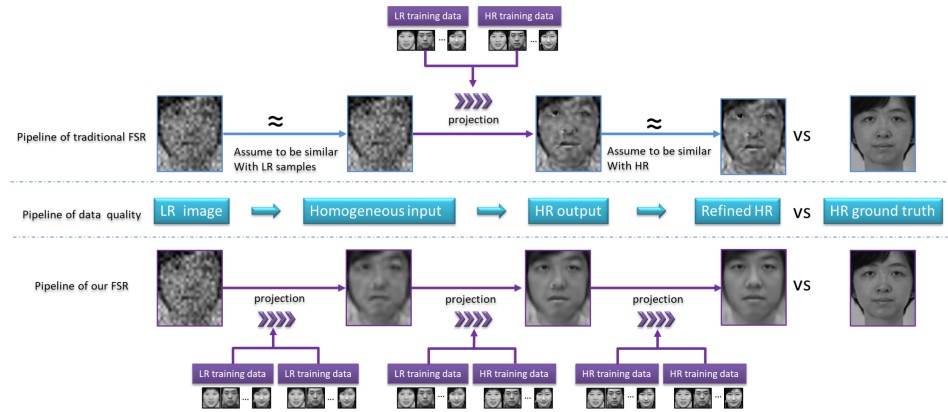 LR training data
HR training data
...
...
projection
Pipeline of traditional FSR
≈
Assume to be similar
With LR samples
≈
Assume to be similar
With HR
VS
Pipeline of data quality
LR image
Homogeneous input
HR output
Refined HR
VS
HR ground truth
Pipeline of our FSR
projection
projection
projection
VS
LR training data
LR training data
LR training data
HR training data
HR training data
HR training data
...
...
...
...
...
...